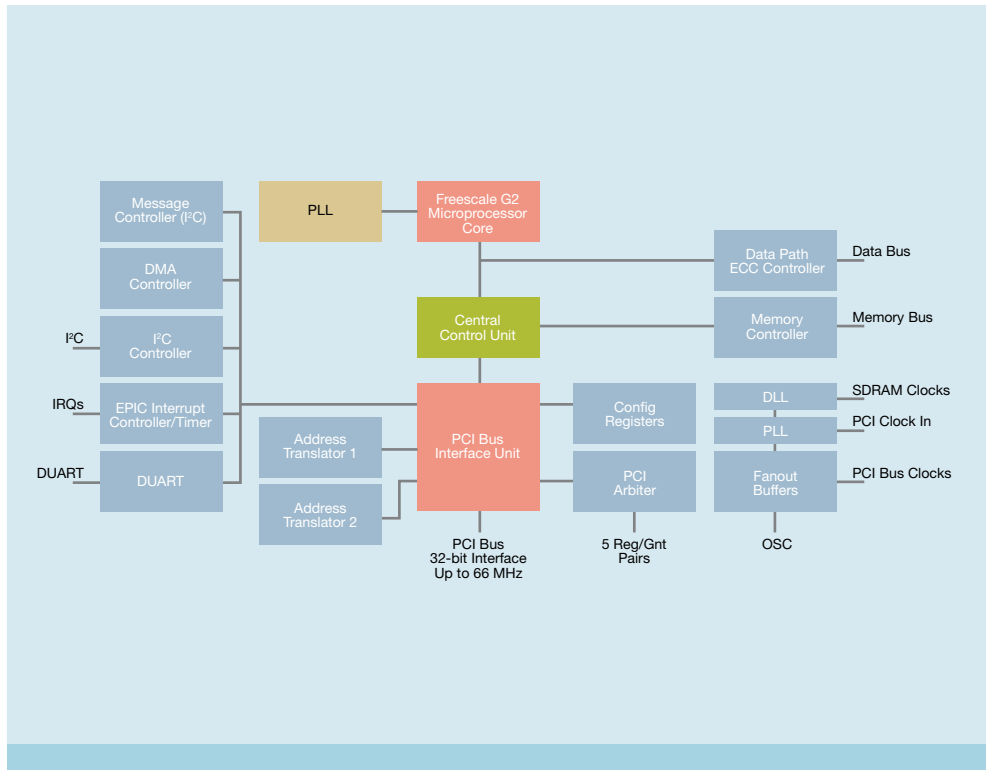 Message
Controller (I²C)
PLL
Freescale G2
Microprocessor
Core
DMA
Controller
Data Path
ECC Controller
Data Bus
I²C
I²C
Controller
Central
Control Unit
Memory
Controller
Memory Bus
IRQs
EPIC Interrupt
Controller/Timer
Address
Translator 1
PCI Bus
Interface Unit
Config
Registers
DLL
SDRAM Clocks
PLL
PCI Clock In
DUART
DUART
Address
Translator 2
PCI
Arbiter
Fanout
Buffers
PCI Bus Clocks
PCI Bus
32-bit Interface
Up to 66 MHz
5 Reg/Gnt
Pairs
OSC